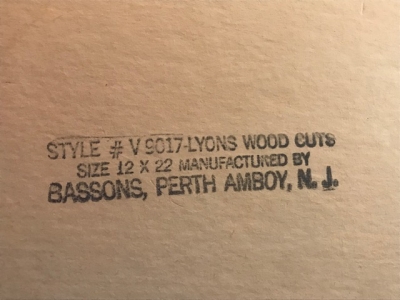 STYLE # V 9017-LYONS WOOD CUTS
SIZE 12 X 22 MANUFACTURED BY
BASSONS, PERTH AMBOY, N. J.